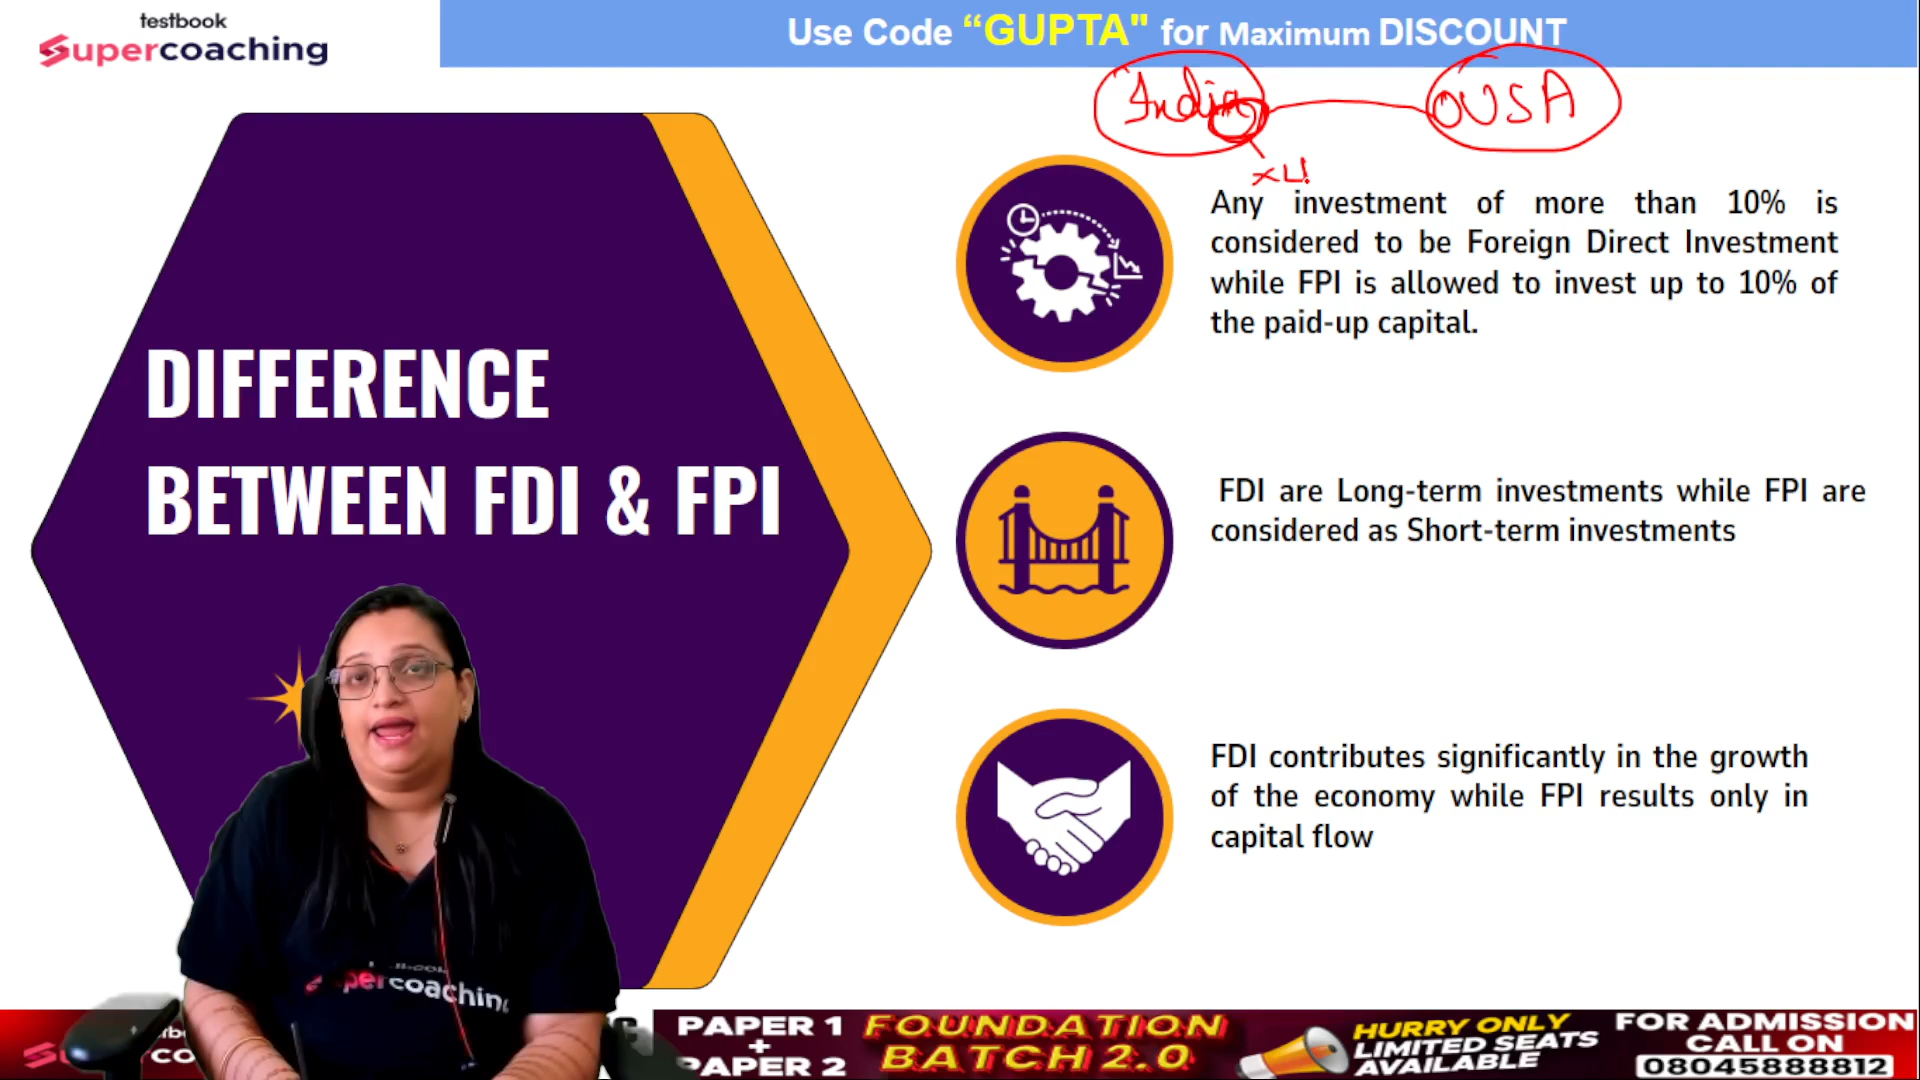 testbook
Supercoaching
Use Code “GUPTA" for Maximum DISCOUNT
India
USA
Any investment of more than 10% is
considered to be Foreign Direct Investment
while FPI is allowed to invest up to 10% of
the paid-up capital.
DIFFERENCE
BETWEEN FDI & FPI
FDI are Long-term investments while FPI are
considered as Short-term investments
FDI contributes significantly in the growth
of the economy while FPI results only in
capital flow
supercoaching
PAPER 1
+
PAPER 2
FOUNDATION
BATCH 2.0
HURRY ONLY
LIMITED SEATS
AVAILABLE
FOR ADMISSION
CALL ON
08045888812